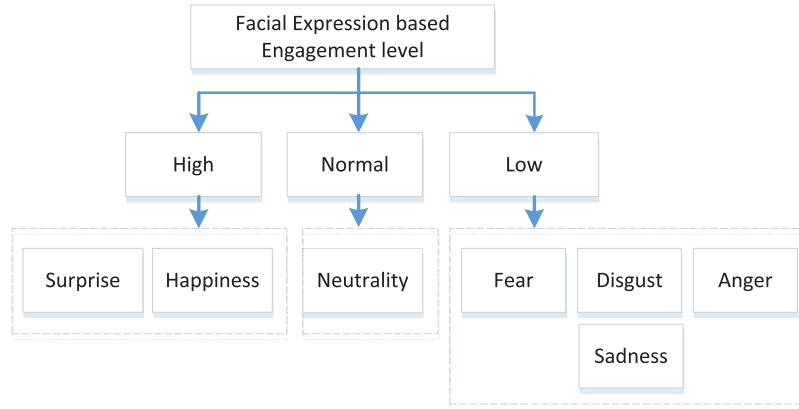 Facial Expression based
Engagement level
High
Normal
Low
Surprise
Happiness
Neutrality
Fear
Disgust
Anger
Sadness